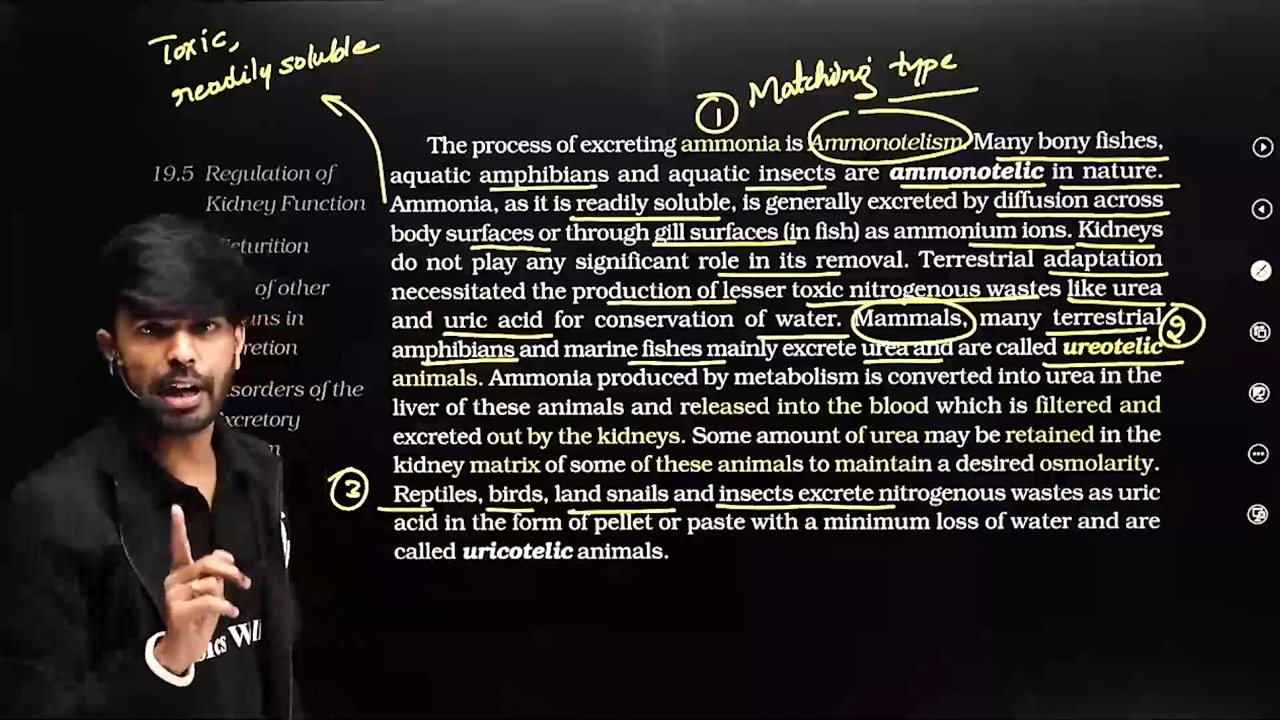 Toxic,
readily soluble
① Matching type
The process of excreting ammonia is Ammonotelism. Many bony fishes,
aquatic amphibians and aquatic insects are ammonotelic in nature.
Ammonia, as it is readily soluble, is generally excreted by diffusion across
body surfaces or through gill surfaces (in fish) as ammonium ions. Kidneys
do not play any significant role in its removal. Terrestrial adaptation
necessitated the production of lesser toxic nitrogenous wastes like urea
and uric acid for conservation of water. Mammals, many terrestrial ②
amphibians and marine fishes mainly excrete urea and are called ureotelic
animals. Ammonia produced by metabolism is converted into urea in the
liver of these animals and released into the blood which is filtered and
excreted out by the kidneys. Some amount of urea may be retained in the
kidney matrix of some of these animals to maintain a desired osmolarity.
③ Reptiles, birds, land snails and insects excrete nitrogenous wastes as uric
acid in the form of pellet or paste with a minimum loss of water and are
called uricotelic animals.
19.5 Regulation of
Kidney Function
of other
in
of the